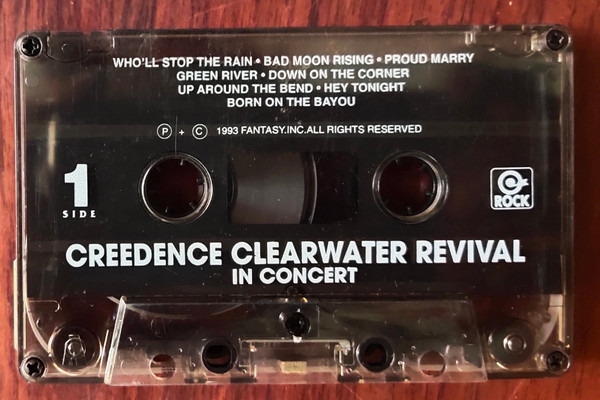 WHO'LL STOP THE RAIN • BAD MOON RISING • PROUD MARRY
GREEN RIVER • DOWN ON THE CORNER
UP AROUND THE BEND • HEY TONIGHT
BORN ON THE BAYOU
Ⓟ + Ⓒ 1993 FANTASY.INC.ALL RIGHTS RESERVED
1
SIDE
ROCK
CREEDENCE CLEARWATER REVIVAL
IN CONCERT